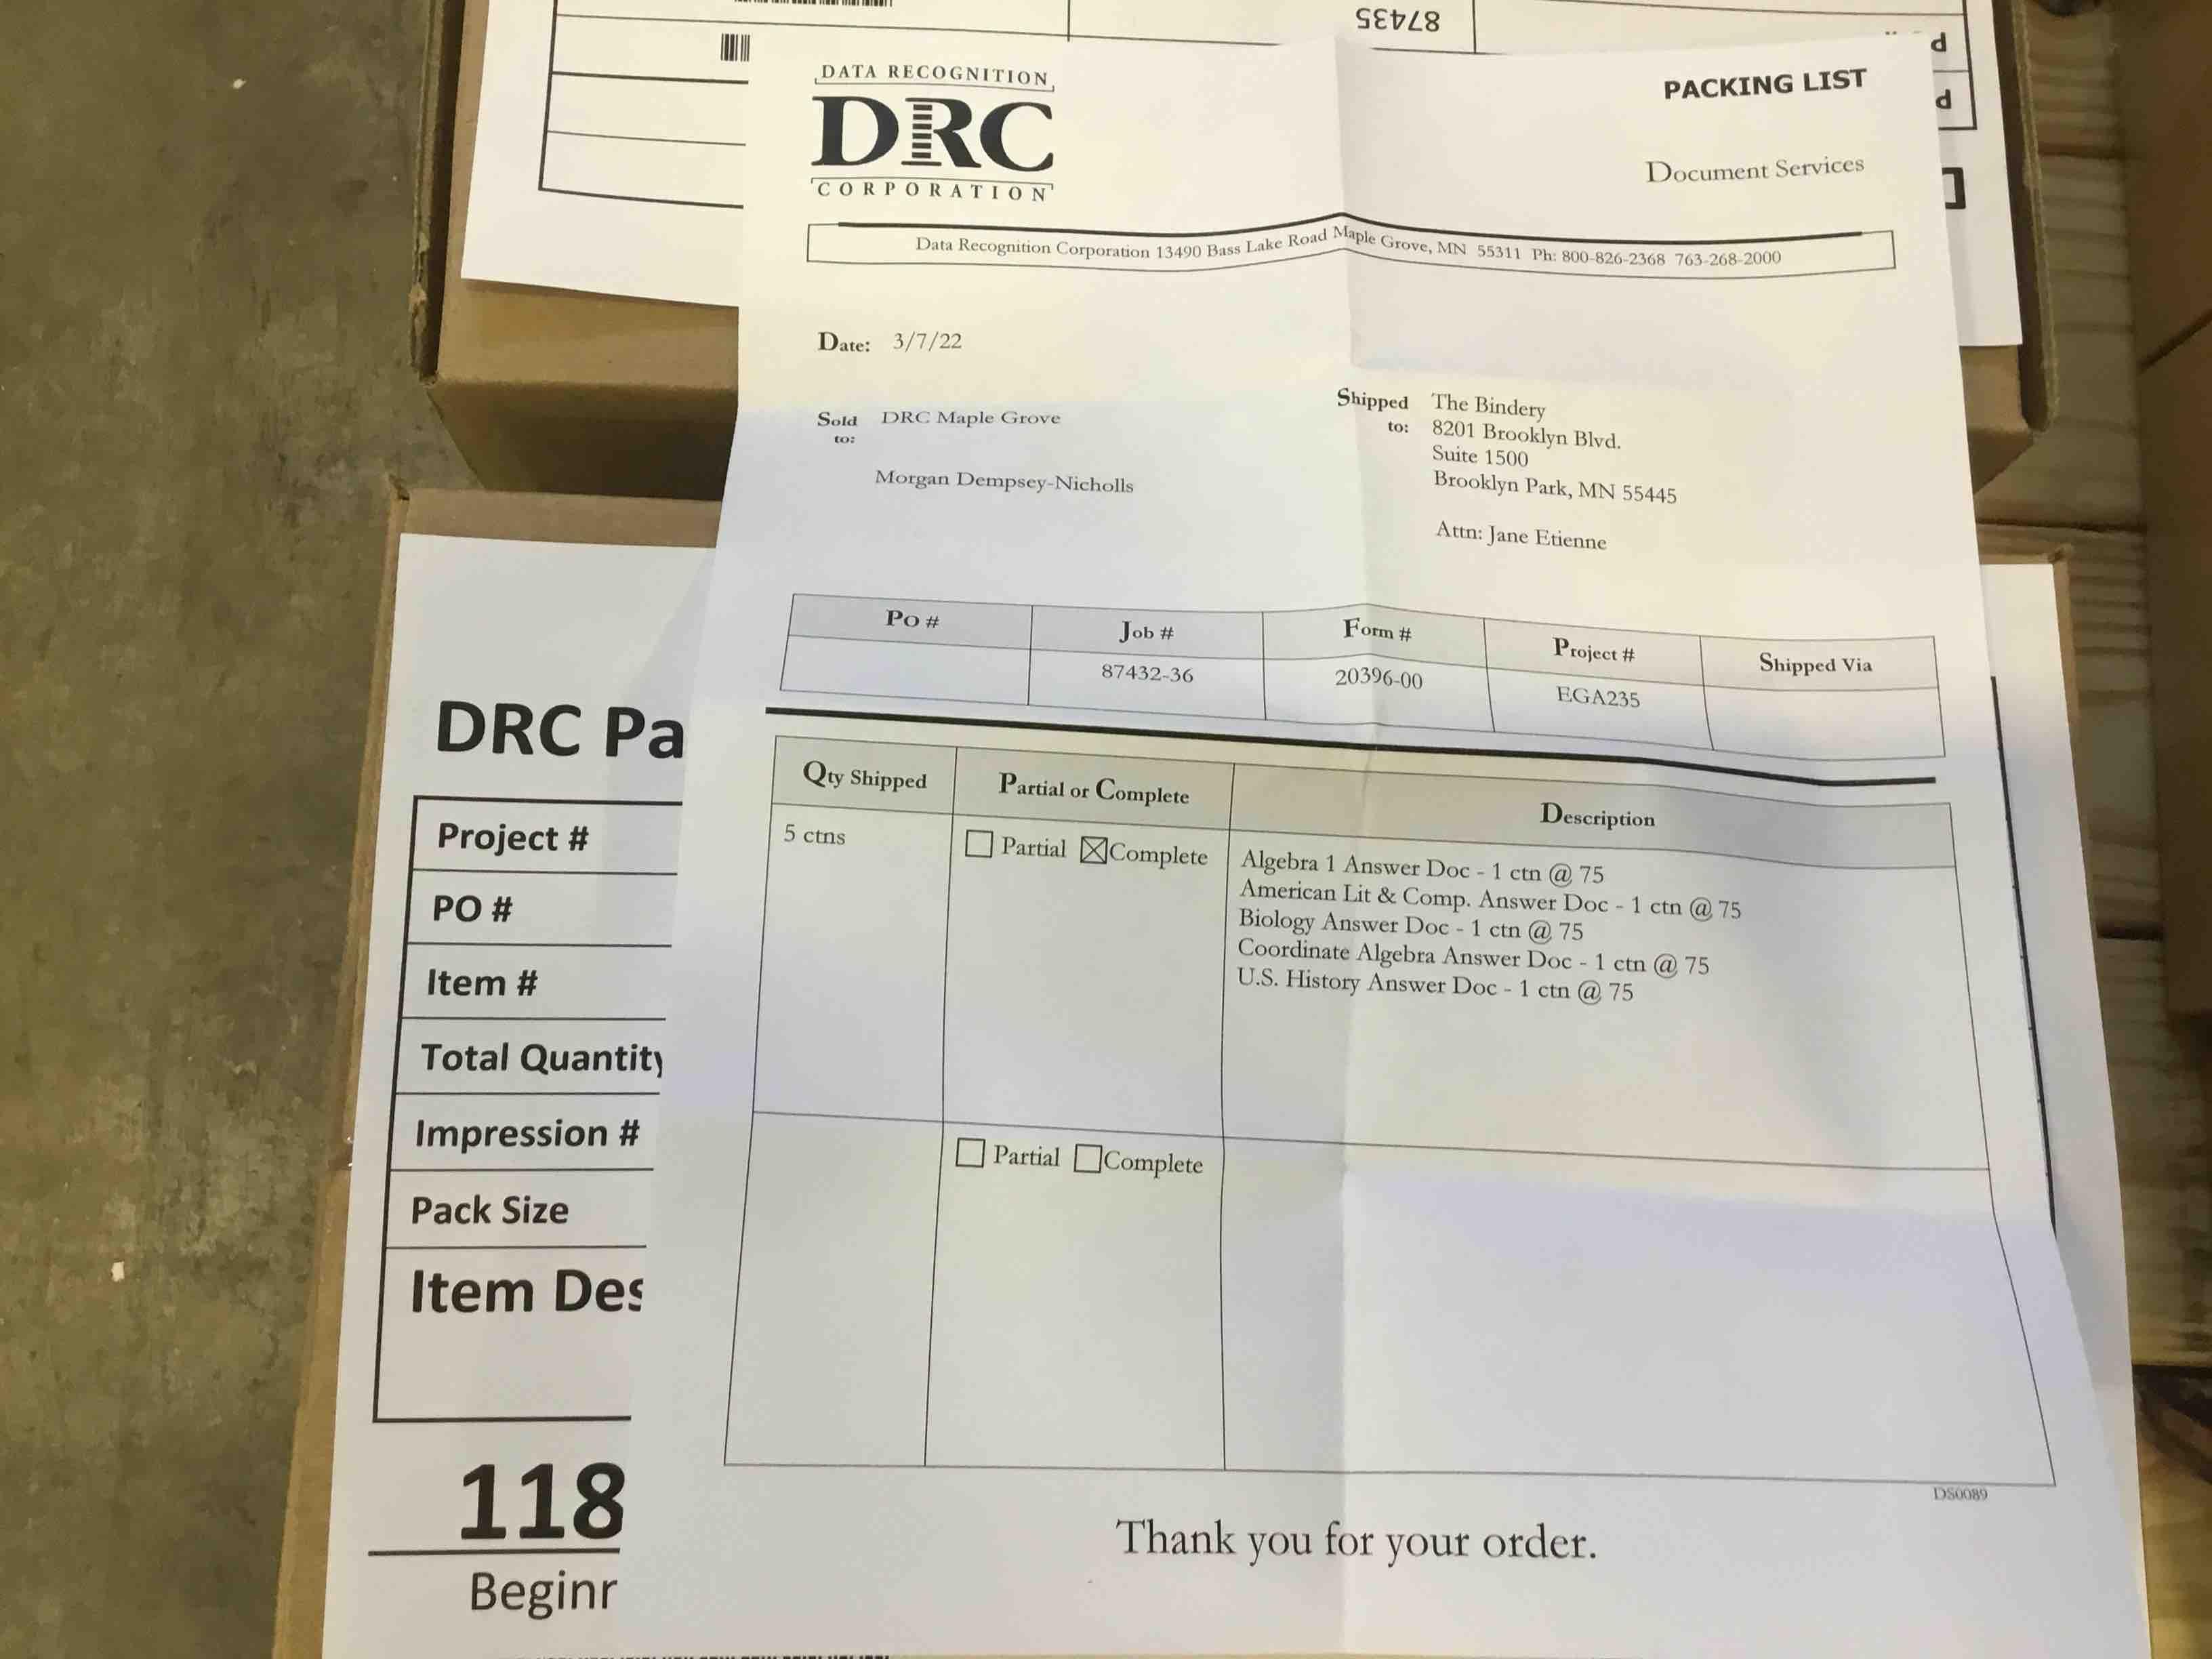 87435
DATA RECOGNITION
DRC
CORPORATION
PACKING LIST
Document Services
Data Recognition Corporation 13490 Bass Lake Road Maple Grove, MN 55311 Ph: 800-826-2368 763-268-2000
Date: 3/7/22
Sold to: DRC Maple Grove
Morgan Dempsey-Nicholls
Shipped to: The Bindery
8201 Brooklyn Blvd.
Suite 1500
Brooklyn Park, MN 55445
Attn: Jane Etienne
Po # Job # Form # Project # Shipped Via
87432-36 20396-00 EGA235
Qty Shipped Partial or Complete Description
5 ctns Partial Complete
Algebra 1 Answer Doc - 1 ctn @ 75
American Lit & Comp. Answer Doc - 1 ctn @ 75
Biology Answer Doc - 1 ctn @ 75
Coordinate Algebra Answer Doc - 1 ctn @ 75
U.S. History Answer Doc - 1 ctn @ 75
Partial Complete
DS0089
Thank you for your order.
DRC Pa
Project #
PO #
Item #
Total Quantity
Impression #
Pack Size
Item Des
118
Beginr